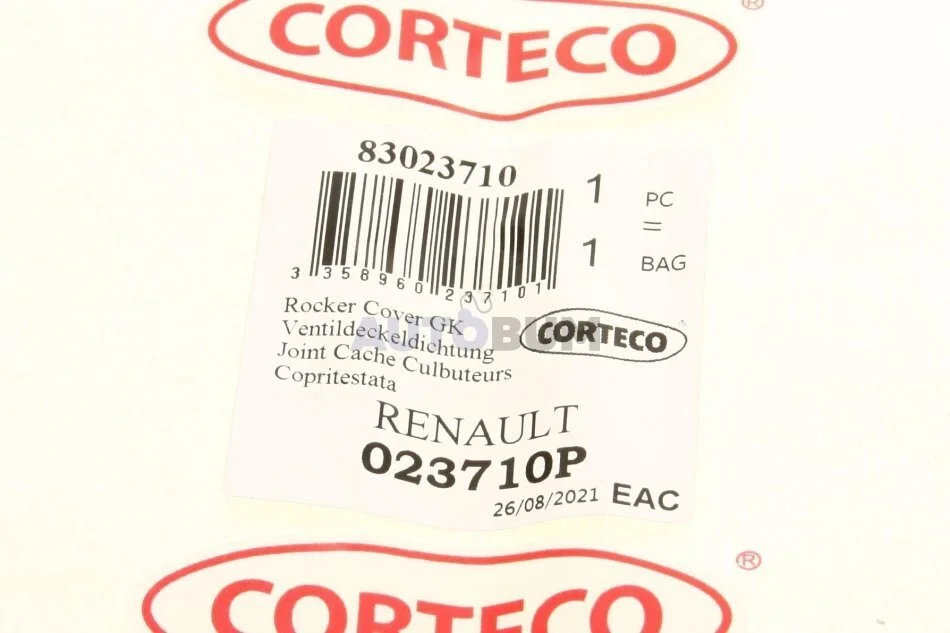 CORTECO ®
83023710
1 PC
=
1 BAG
3 358960 237101
Rocker Cover GK
Ventildeckeldichtung
Joint Cache Culbuteurs
Copritestata
CORTECO
AUTOBUM
RENAULT
023710P
26/08/2021 EAC
®
CORTECO